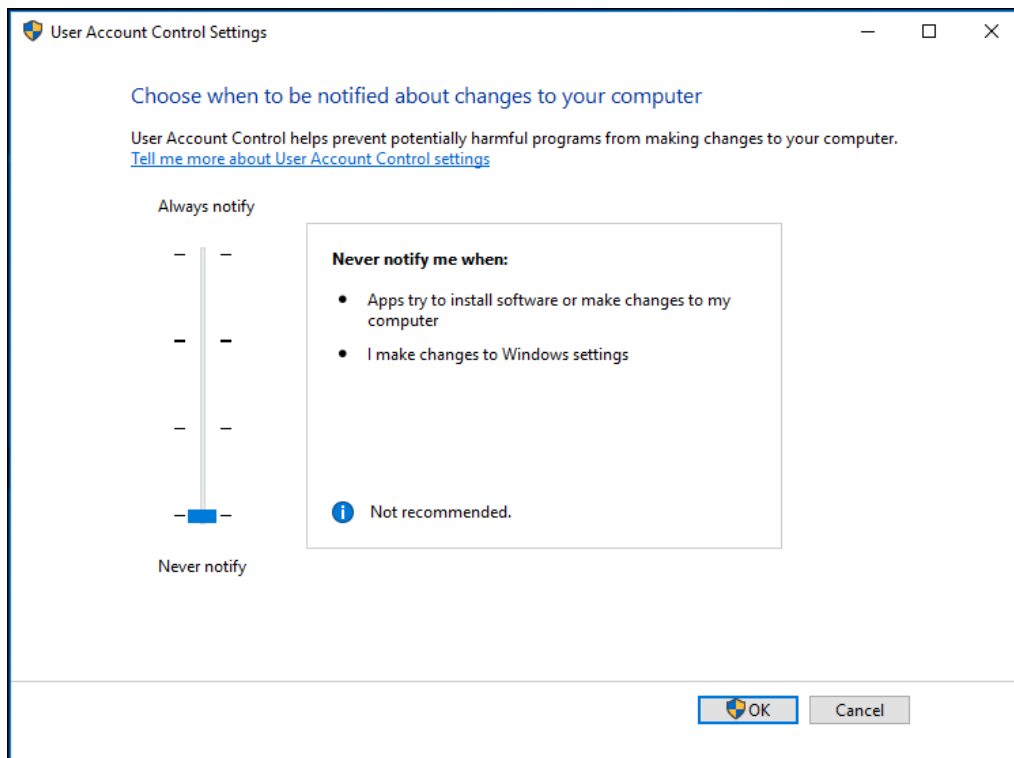 User Account Control Settings
Choose when to be notified about changes to your computer
User Account Control helps prevent potentially harmful programs from making changes to your computer.
Tell me more about User Account Control settings
Always notify
Never notify me when:
Apps try to install software or make changes to my
computer
I make changes to Windows settings
Not recommended.
Never notify
OK
Cancel